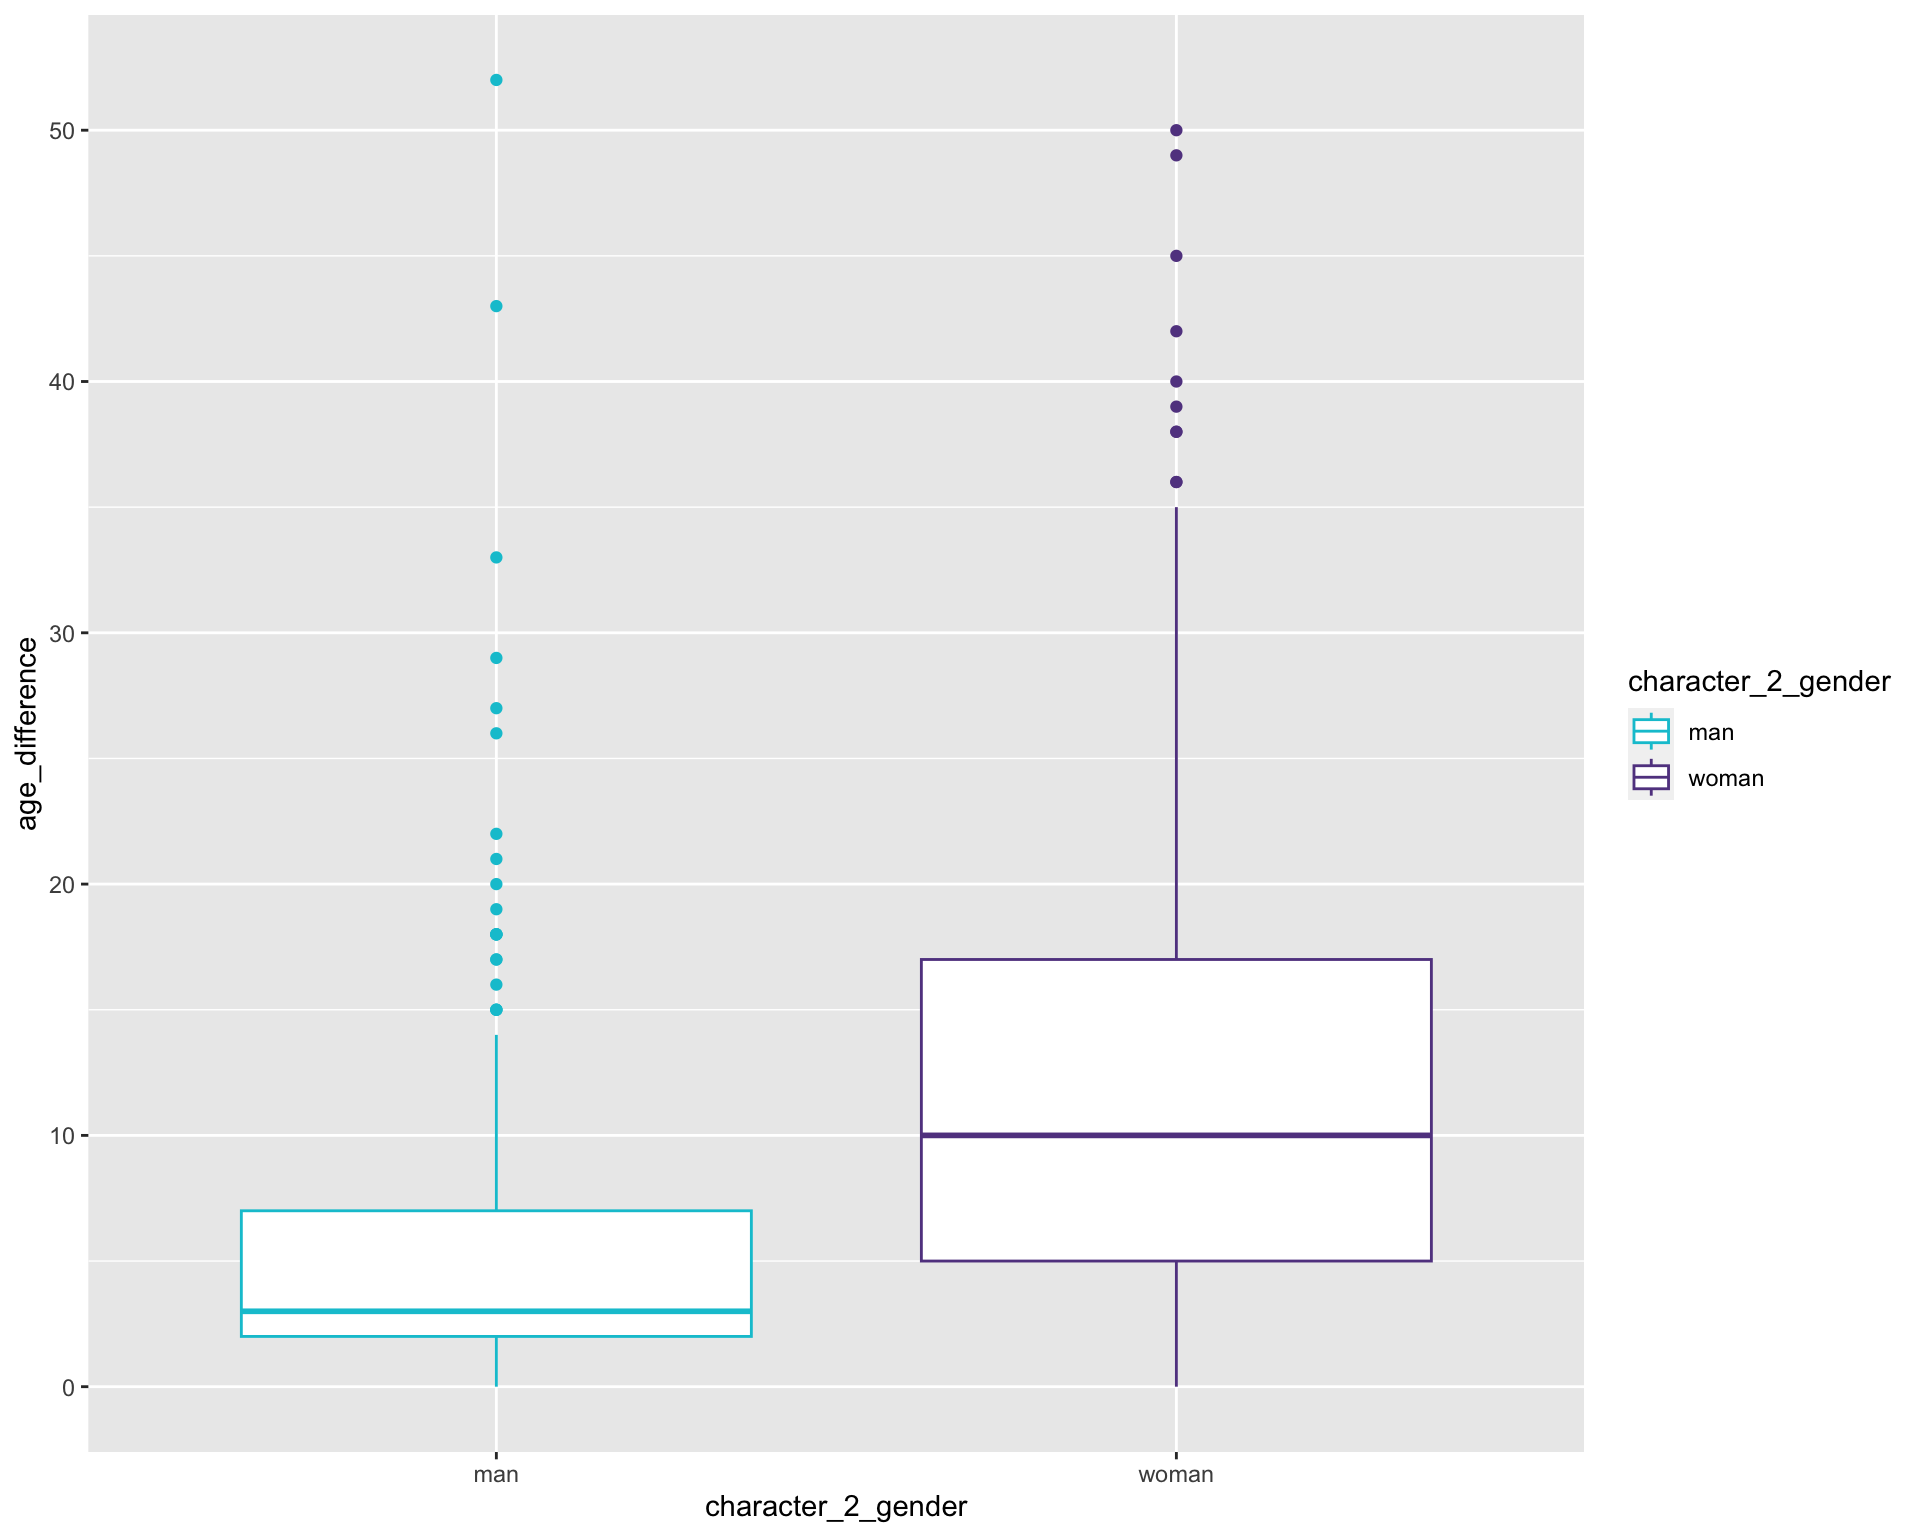 50
40
30
20
10
0
age_difference
man
woman
character_2_gender
character_2_gender
man
woman